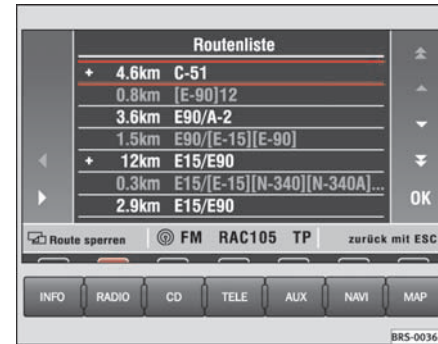 Routenliste
+ 4.6km C-51
0.8km [E-90]12
3.6km E90/A-2
1.5km E90/[E-15][E-90]
+ 12km E15/E90
0.3km E15/[E-15][N-340][N-340A]...
2.9km E15/E90
OK
Route sperren FM RAC105 TP zurück mit ESC
INFO RADIO CD TELE AUX NAVI MAP
BRS-0036